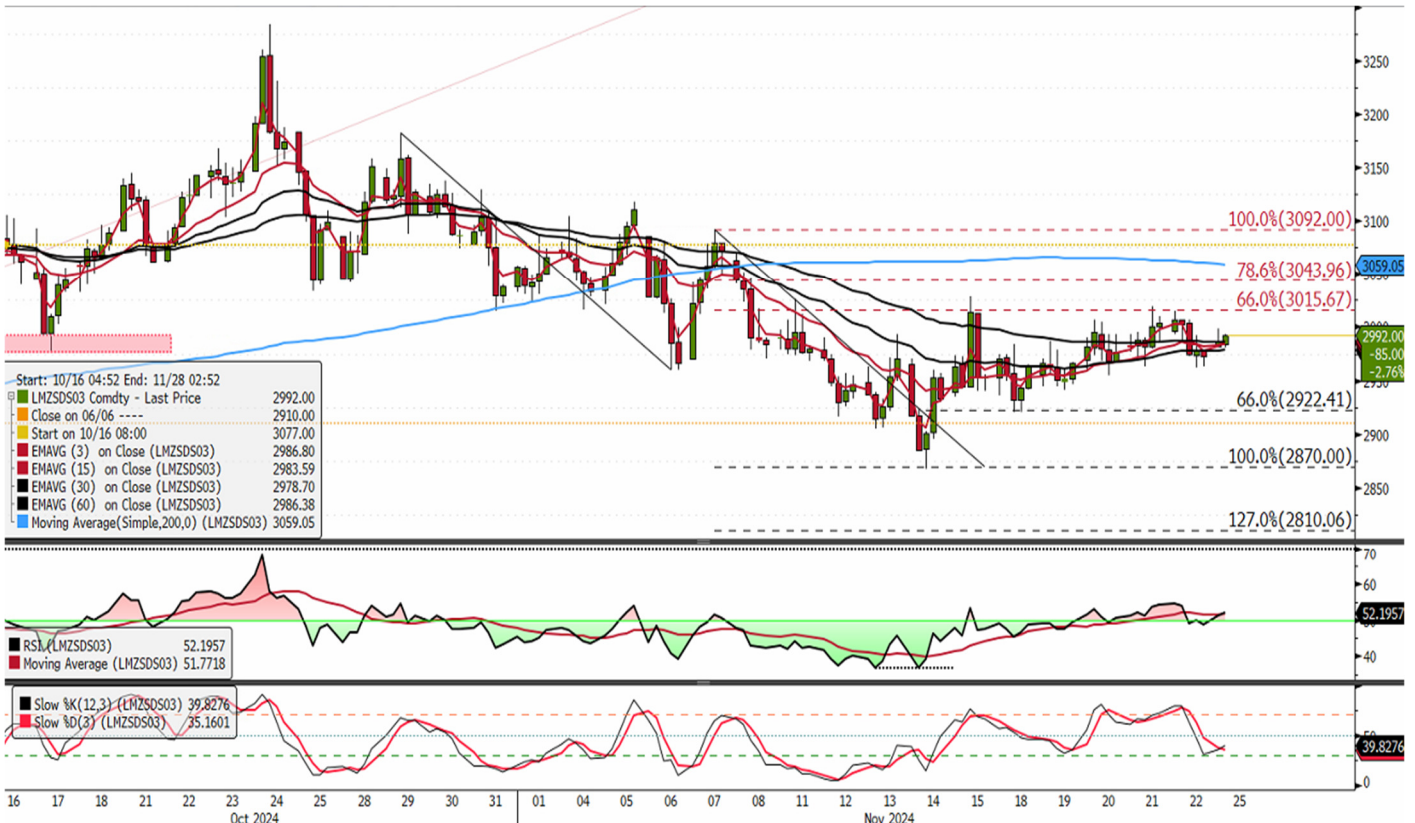 3250
3200
3150
3100
100.0%(3092.00)
3059.05
78.6%(3043.96)
66.0%(3015.67)
2992.00
-85.00
-2.76%
66.0%(2922.41)
2900
100.0%(2870.00)
2850
127.0%(2810.06)
Start: 10/16 04:52 End: 11/28 02:52
LMZSDS03 Comdty - Last Price 2992.00
Close on 06/06 ---- 2910.00
Start on 10/16 08:00 3077.00
EMAVG (3) on Close (LMZSDS03) 2986.80
EMAVG (15) on Close (LMZSDS03) 2983.59
EMAVG (30) on Close (LMZSDS03) 2978.70
EMAVG (60) on Close (LMZSDS03) 2986.38
Moving Average(Simple,200,0) (LMZSDS03) 3059.05
70
60
52.1957
40
RSI (LMZSDS03) 52.1957
Moving Average (LMZSDS03) 51.7718
Slow %K(12,3) (LMZSDS03) 39.8276
Slow %D(3) (LMZSDS03) 35.1601
39.8276
0
16 17 18 21 22 23 24 25 28 29 30 31 01 04 05 06 07 08 11 12 13 14 15 18 19 20 21 22 25
Oct 2024 Nov 2024